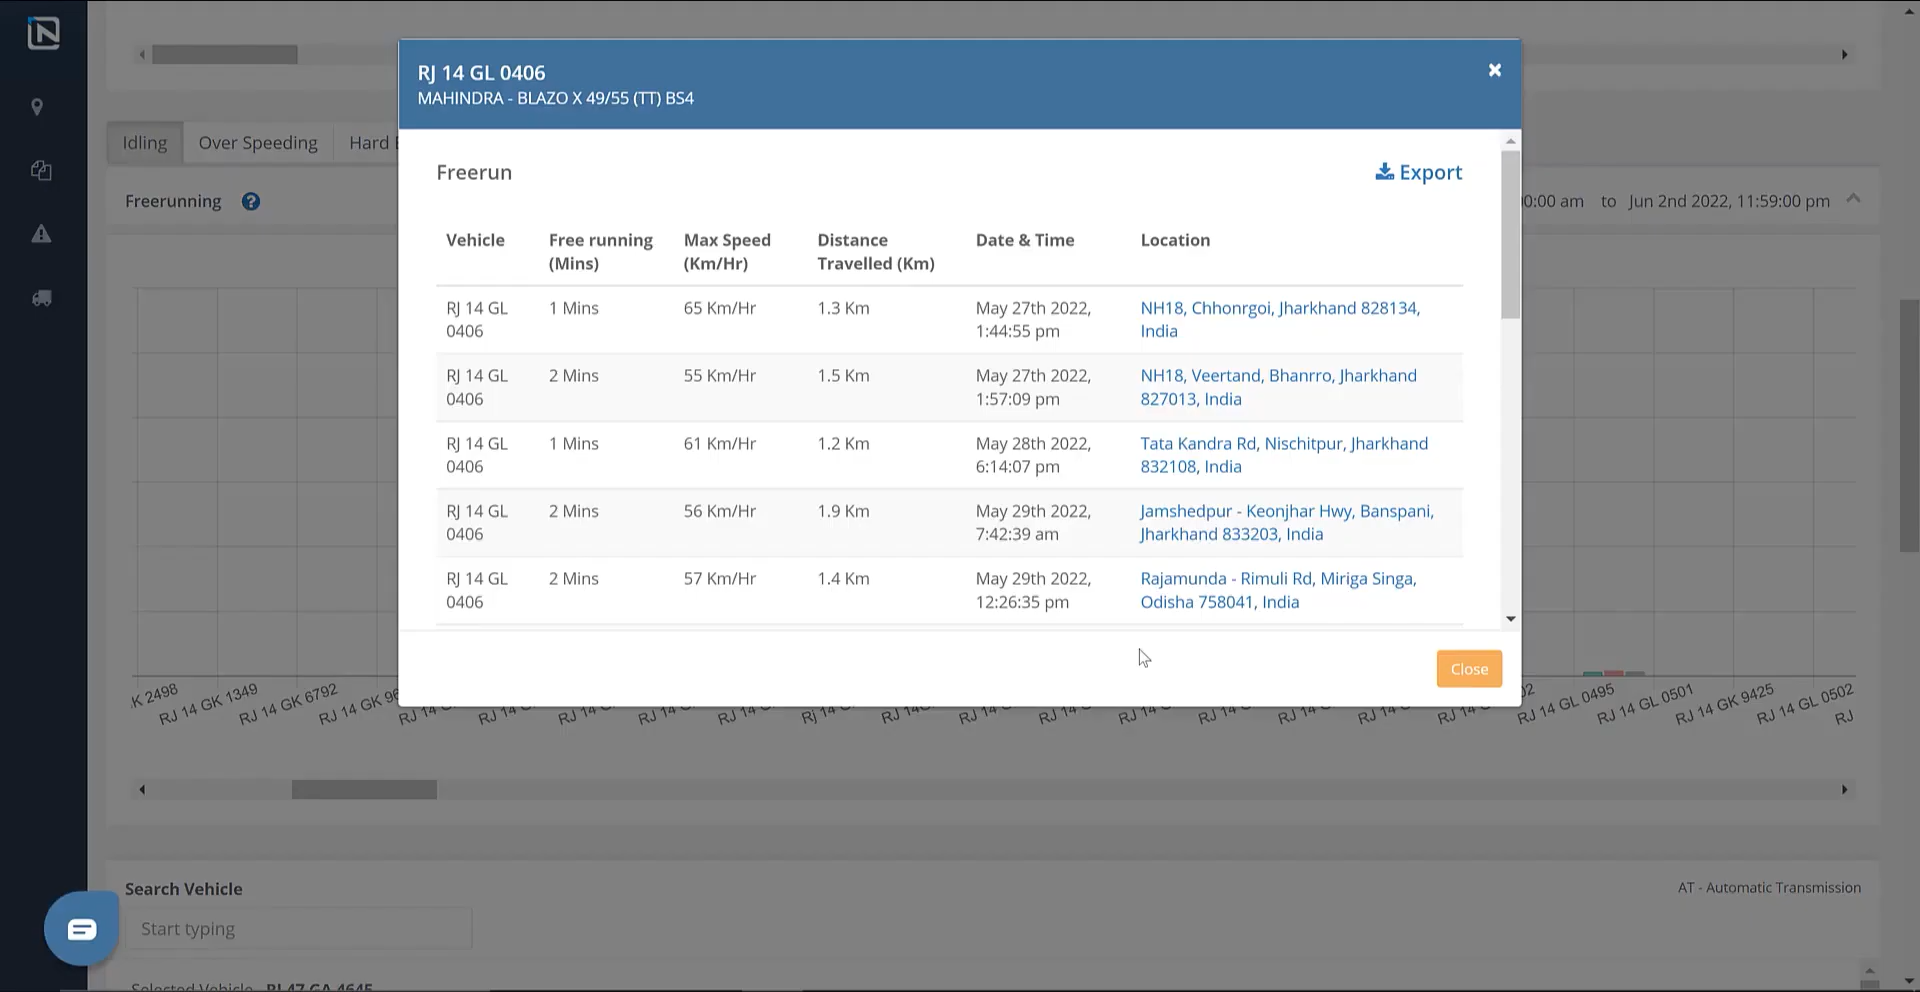 RJ 14 GL 0406
MAHINDRA - BLAZO X 49/55 (TT) BS4
Idling
Over Speeding
Hard
Freerun
Export
Freerunning
?
00:00 am to Jun 2nd 2022, 11:59:00 pm
Vehicle
Free running (Mins)
Max Speed (Km/Hr)
Distance Travelled (Km)
Date & Time
Location
RJ 14 GL 0406
1 Mins
65 Km/Hr
1.3 Km
May 27th 2022, 1:44:55 pm
NH18, Chhonrgoi, Jharkhand 828134, India
RJ 14 GL 0406
2 Mins
55 Km/Hr
1.5 Km
May 27th 2022, 1:57:09 pm
NH18, Veertand, Bhanrro, Jharkhand 827013, India
RJ 14 GL 0406
1 Mins
61 Km/Hr
1.2 Km
May 28th 2022, 6:14:07 pm
Tata Kandra Rd, Nischitpur, Jharkhand 832108, India
RJ 14 GL 0406
2 Mins
56 Km/Hr
1.9 Km
May 29th 2022, 7:42:39 am
Jamshedpur - Keonjhar Hwy, Banspani, Jharkhand 833203, India
RJ 14 GL 0406
2 Mins
57 Km/Hr
1.4 Km
May 29th 2022, 12:26:35 pm
Rajamunda - Rimuli Rd, Miriga Singa, Odisha 758041, India
Close
K 2498
RJ 14 GK 1349
RJ 14 GK 6792
RJ 14 GL 0495
RJ 14 GL 0501
RJ 14 GK 9425
RJ 14 GL 0502
RJ
Search Vehicle
AT - Automatic Transmission
Start typing
Selected Vehicle RJ 47 GA 4645